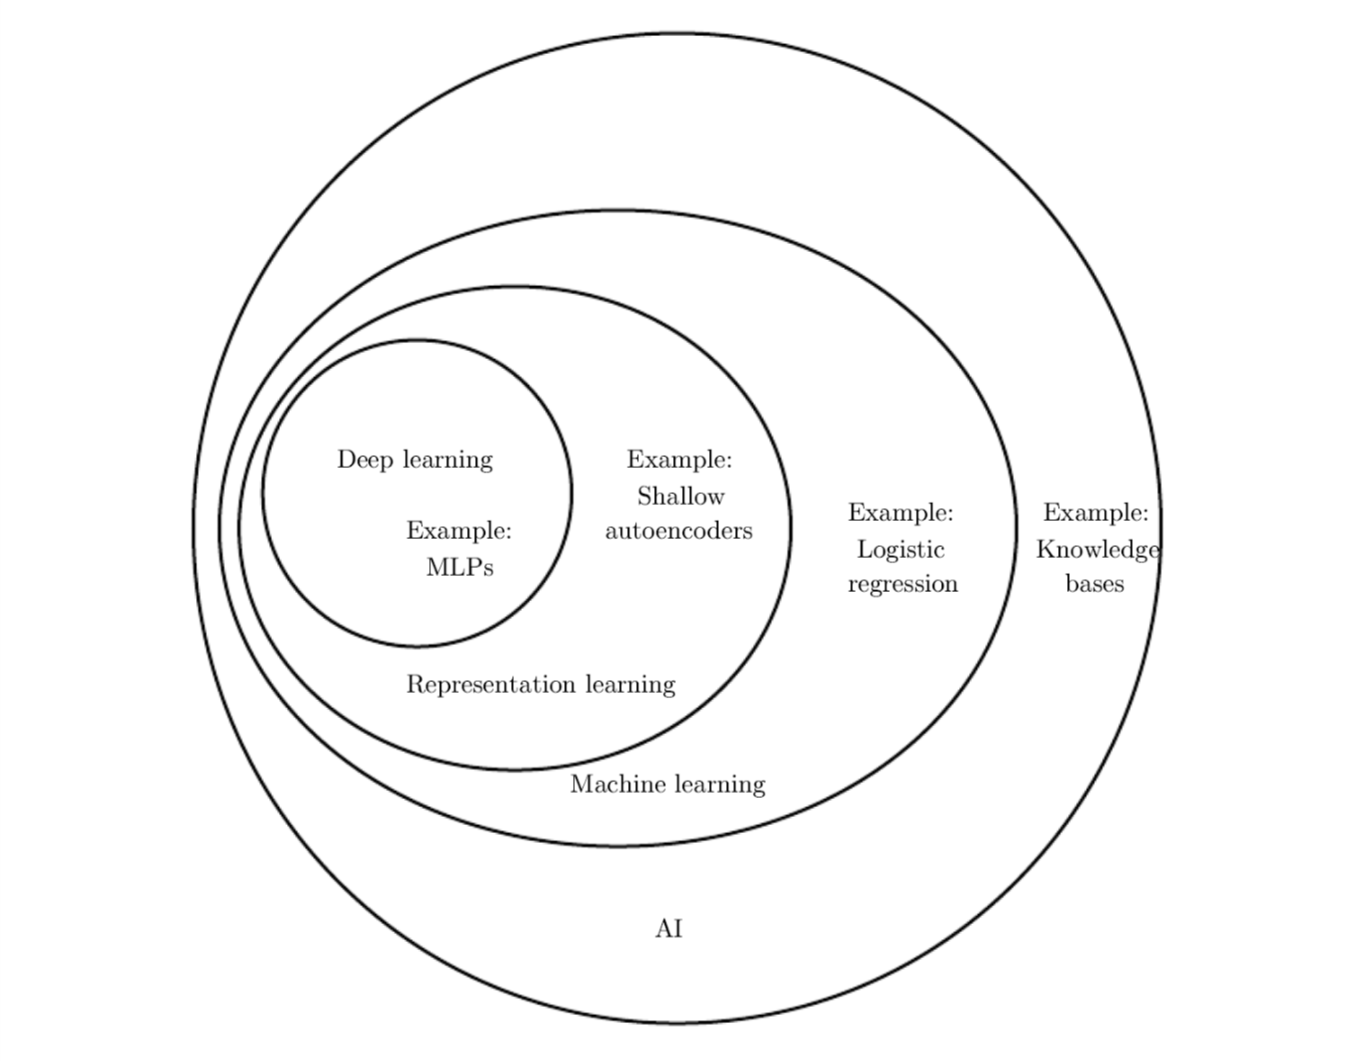 Deep learning
Example:
MLPs
Example:
Shallow
autoencoders
Example:
Logistic
regression
Example:
Knowledge
bases
Representation learning
Machine learning
AI